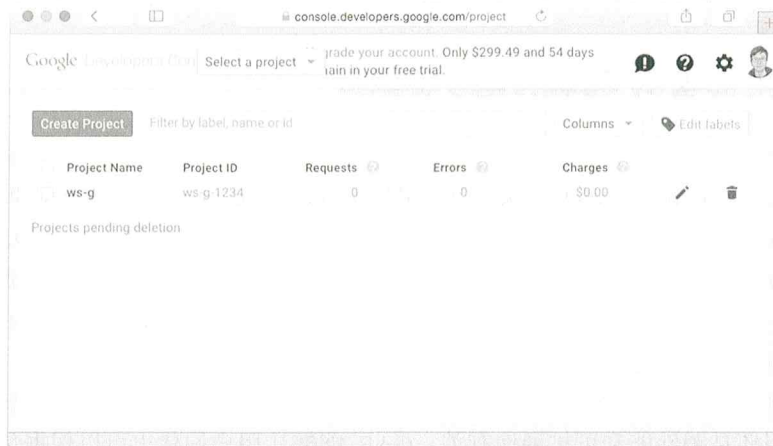 console.developers.google.com/project
Google Developers Con Select a project grade your account. Only $299.49 and 54 days
ain in your free trial.
Create Project Filter by label, name or id Columns Edit labels
Project Name Project ID Requests Errors Charges
ws-g ws-g-1234 0 0 $0.00
Projects pending deletion